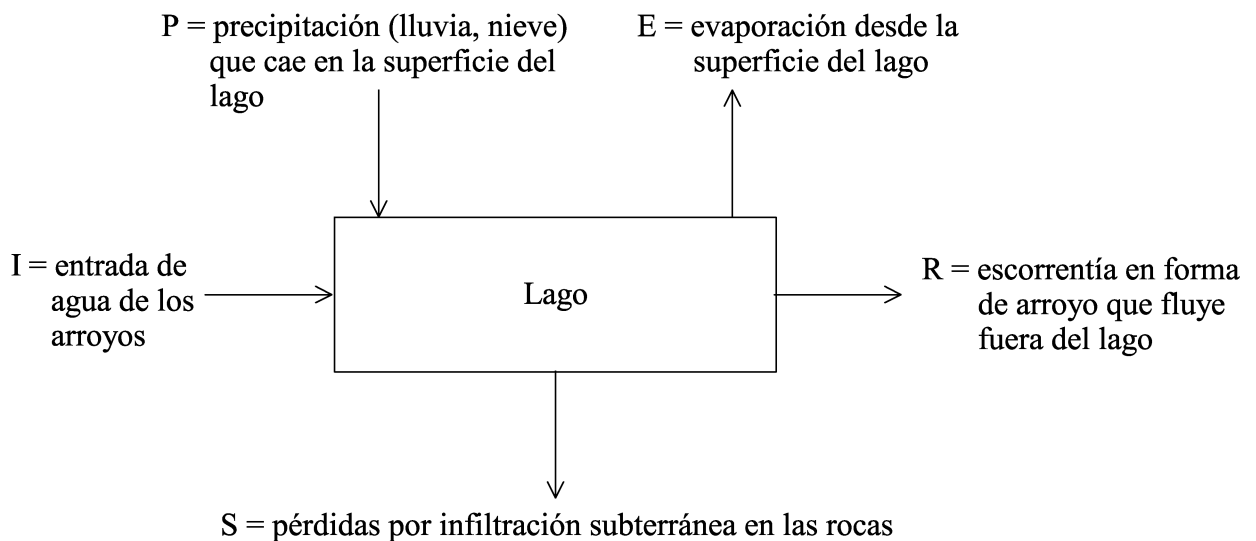 P = precipitación (lluvia, nieve)
que cae en la superficie del
lago
E = evaporación desde la
superficie del lago
I = entrada de
agua de los
arroyos
Lago
R = escorrentía en forma
de arroyo que fluye
fuera del lago
S = pérdidas por infiltración subterránea en las rocas